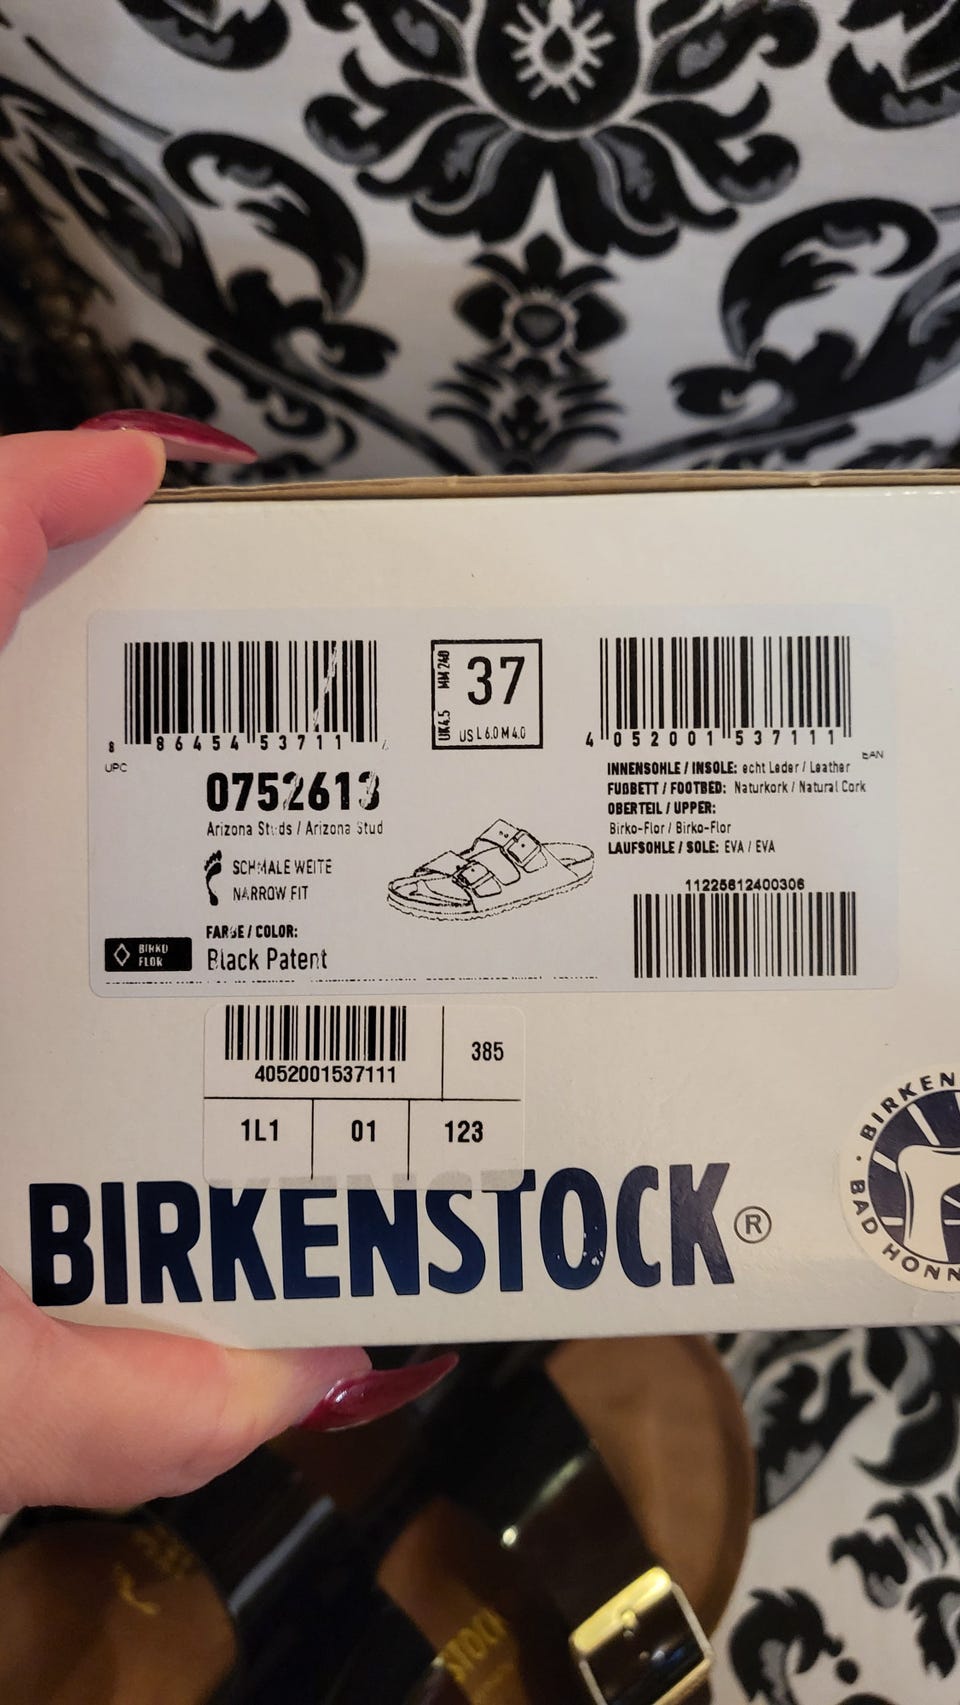 8 86454 53711
UPC
UK 4.5 MM 240
37
US L 6.0 M 4.0
4 052001 537111
EAN
0752613
Arizona Studs / Arizona Stud
SCHMALE WEITE
NARROW FIT
FARBE / COLOR:
BIRKO
FLOR
Black Patent
INNENSOHLE / INSOLE: echt Leder / Leather
FUßBETT / FOOTBED: Naturkork / Natural Cork
OBERTEIL / UPPER:
Birko-Flor / Birko-Flor
LAUFSOHLE / SOLE: EVA / EVA
11225612400306
4052001537111
385
1L1 01 123
BIRKENSTOCK®
BIRKEN
· BAD HONN
STOCK